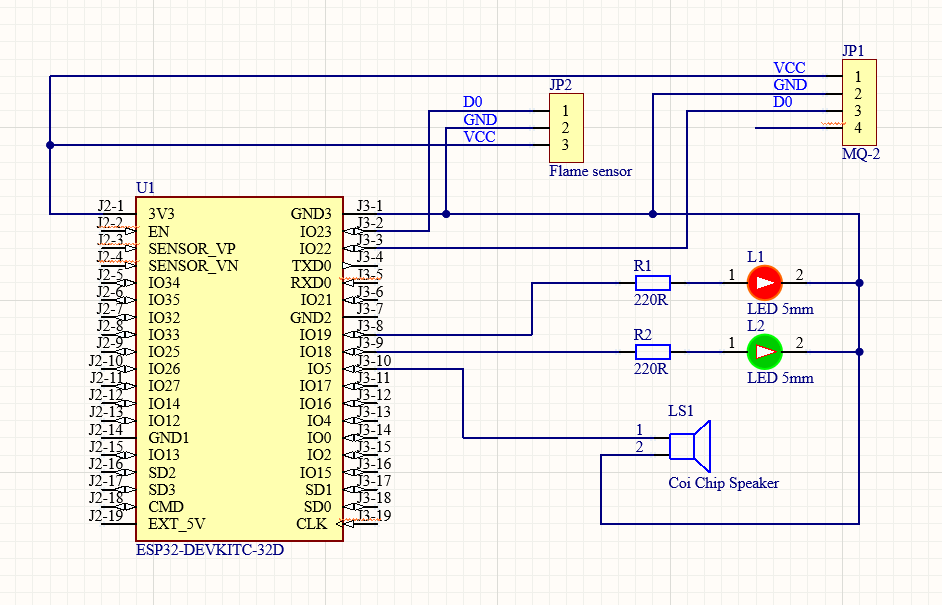 JP1
VCC 1
GND 2
D0 3
4
MQ-2
JP2
D0 1
GND 2
VCC 3
Flame sensor
U1
J2-1 3V3 GND3 J3-1
J2-2 EN IO23 J3-2
J2-3 SENSOR_VP IO22 J3-3
J2-4 SENSOR_VN TXD0 J3-4
J2-5 IO34 RXD0 J3-5
J2-6 IO35 IO21 J3-6
J2-7 IO32 GND2 J3-7
J2-8 IO33 IO19 J3-8
J2-9 IO25 IO18 J3-9
J2-10 IO26 IO5 J3-10
J2-11 IO27 IO17 J3-11
J2-12 IO14 IO16 J3-12
J2-13 IO12 IO4 J3-13
J2-14 GND1 IO0 J3-14
J2-15 IO13 IO2 J3-15
J2-16 SD2 IO15 J3-16
J2-17 SD3 SD1 J3-17
J2-18 CMD SD0 J3-18
J2-19 EXT_5V CLK J3-19
ESP32-DEVKITC-32D
R1
220R
L1
1 2
LED 5mm
R2
220R
L2
1 2
LED 5mm
LS1
1
2
Coi Chip Speaker